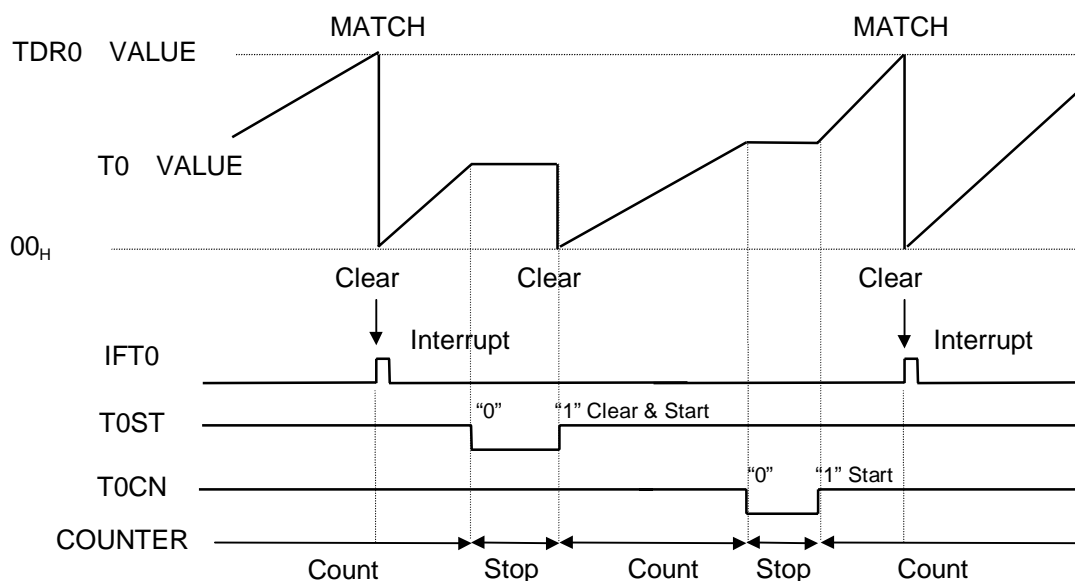 MATCH MATCH
TDR0 VALUE
T0 VALUE
00H
Clear Clear Clear
Interrupt Interrupt
IFT0
"0" "1" Clear & Start
T0ST
"0" "1" Start
T0CN
COUNTER
Count Stop Count Stop Count